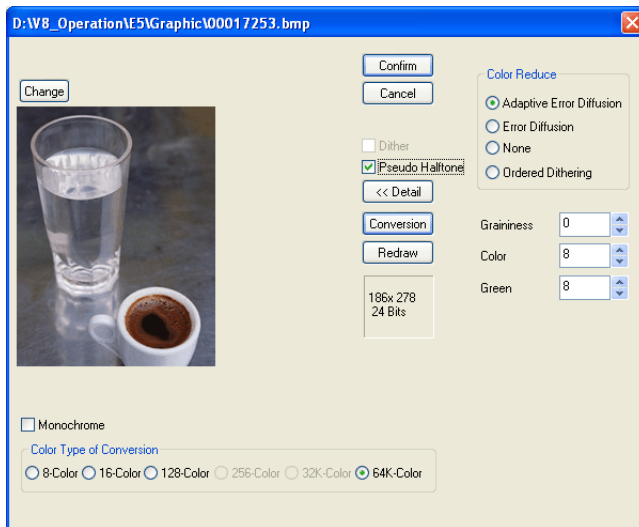 D:\V8_Operation\E5\Graphic\00017253.bmp
Change
Confirm
Cancel
Dither
Pseudo Halftone
<< Detail
Conversion
Redraw
186x 278
24 Bits
Color Reduce
Adaptive Error Diffusion
Error Diffusion
None
Ordered Dithering
Graininess 0
Color 8
Green 8
Monochrome
Color Type of Conversion
8-Color 16-Color 128-Color 256-Color 32K-Color 64K-Color